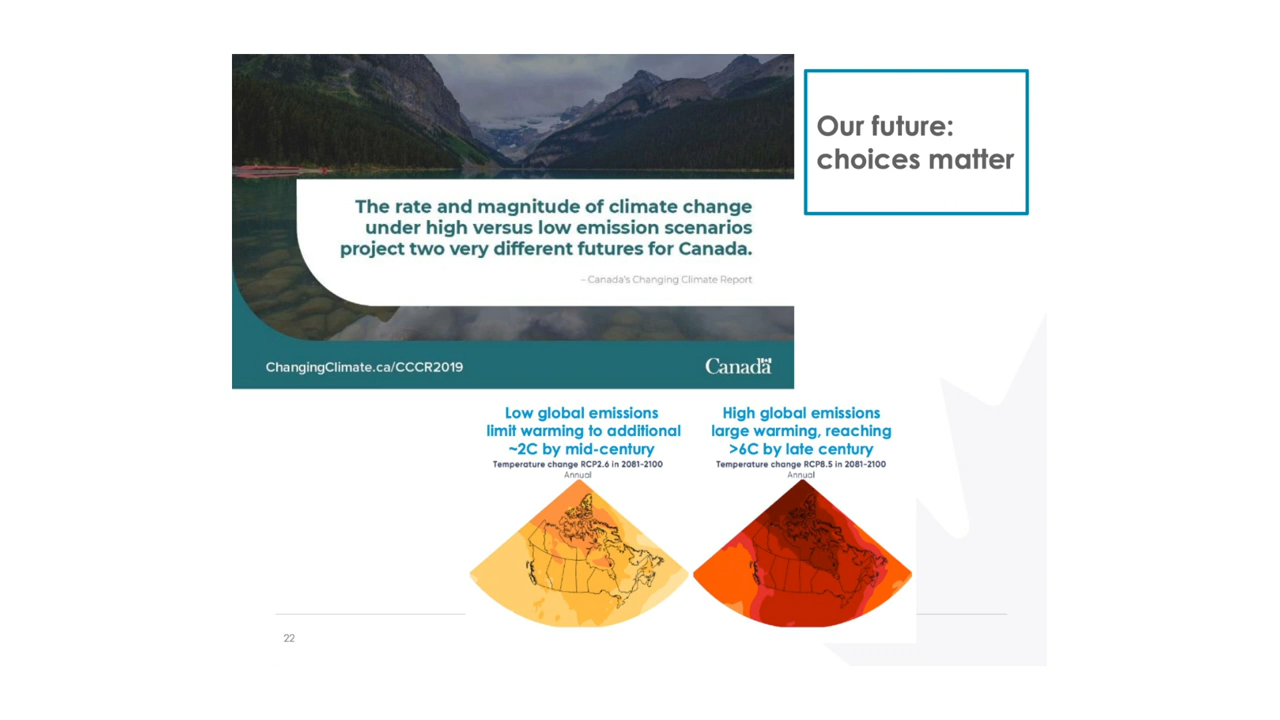 Our future:
choices matter
The rate and magnitude of climate change
under high versus low emission scenarios
project two very different futures for Canada.
– Canada's Changing Climate Report
ChangingClimate.ca/CCCR2019
Canada
Low global emissions
limit warming to additional
~2C by mid-century
Temperature change RCP2.6 in 2081-2100
Annual
High global emissions
large warming, reaching
>6C by late century
Temperature change RCP8.5 in 2081-2100
Annual
22